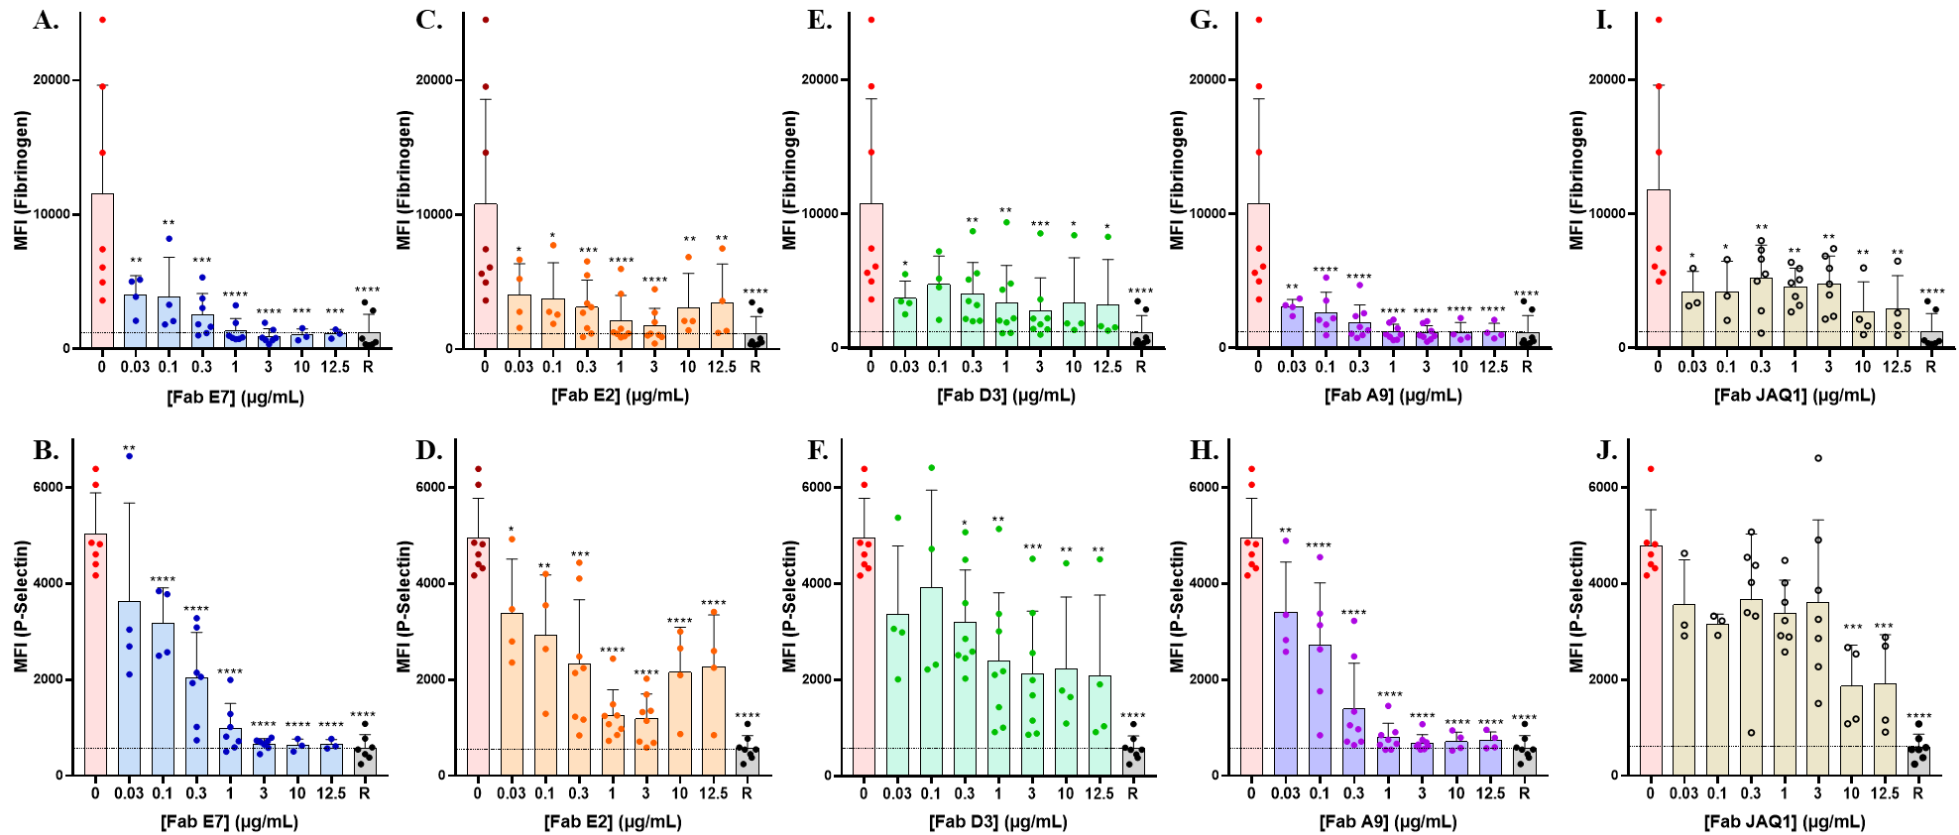 A.
MFI (Fibrinogen)
20000
10000
0
** ** *** **** **** *** *** ****
0 0.03 0.1 0.3 1 3 10 12.5 R
[Fab E7] (µg/mL)
C.
MFI (Fibrinogen)
20000
10000
0
* * *** **** **** ** ** ****
0 0.03 0.1 0.3 1 3 10 12.5 R
[Fab E2] (µg/mL)
E.
MFI (Fibrinogen)
20000
10000
0
* ** ** *** * * ****
0 0.03 0.1 0.3 1 3 10 12.5 R
[Fab D3] (µg/mL)
G.
MFI (Fibrinogen)
20000
10000
0
** **** **** **** **** **** **** ****
0 0.03 0.1 0.3 1 3 10 12.5 R
[Fab A9] (µg/mL)
I.
MFI (Fibrinogen)
20000
10000
0
* * ** ** ** ** ** ****
0 0.03 0.1 0.3 1 3 10 12.5 R
[Fab JAQ1] (µg/mL)
B.
MFI (P-Selectin)
6000
4000
2000
0
** **** **** **** **** **** **** ****
0 0.03 0.1 0.3 1 3 10 12.5 R
[Fab E7] (µg/mL)
D.
MFI (P-Selectin)
6000
4000
2000
0
* ** *** **** **** **** **** ****
0 0.03 0.1 0.3 1 3 10 12.5 R
[Fab E2] (µg/mL)
F.
MFI (P-Selectin)
6000
4000
2000
0
* ** *** ** ** ****
0 0.03 0.1 0.3 1 3 10 12.5 R
[Fab D3] (µg/mL)
H.
MFI (P-Selectin)
6000
4000
2000
0
** **** **** **** **** **** **** ****
0 0.03 0.1 0.3 1 3 10 12.5 R
[Fab A9] (µg/mL)
J.
MFI (P-Selectin)
6000
4000
2000
0
*** *** ****
0 0.03 0.1 0.3 1 3 10 12.5 R
[Fab JAQ1] (µg/mL)